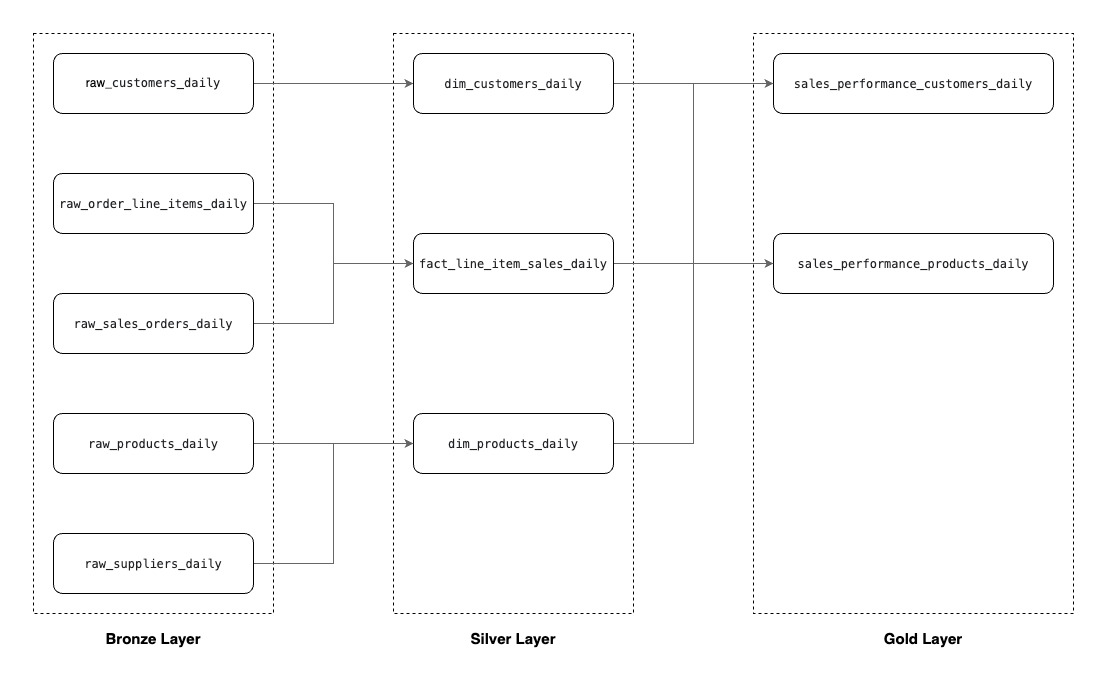 raw_customers_daily
raw_order_line_items_daily
raw_sales_orders_daily
raw_products_daily
raw_suppliers_daily
Bronze Layer
dim_customers_daily
fact_line_item_sales_daily
dim_products_daily
Silver Layer
sales_performance_customers_daily
sales_performance_products_daily
Gold Layer